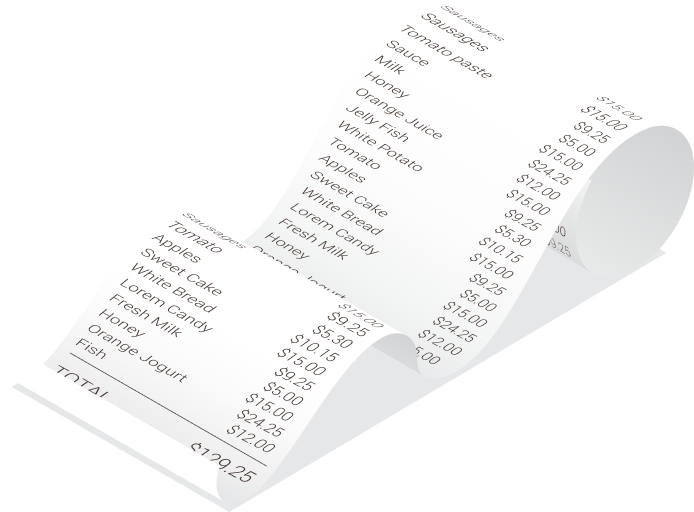 Sausages $15.00
Sausages $15.00
Tomato paste $9.25
Sauce $5.00
Milk $15.00
Honey $24.25
Orange Juice $12.00
Jelly Fish $15.00
White Potato $9.25
Tomato $5.30
Apples $10.15
Sweet Cake $15.00
White Bread $9.25
Lorem Candy $5.00
Fresh Milk $15.00
Honey $24.25
Orange Jogurt $12.00
5.00
Sausages $15.00
Tomato $9.25
Apples $5.30
Sweet Cake $10.15
White Bread $15.00
Lorem Candy $9.25
Fresh Milk $5.00
Honey $15.00
Orange Jogurt $24.25
Fish $12.00
TOTAL $129.25